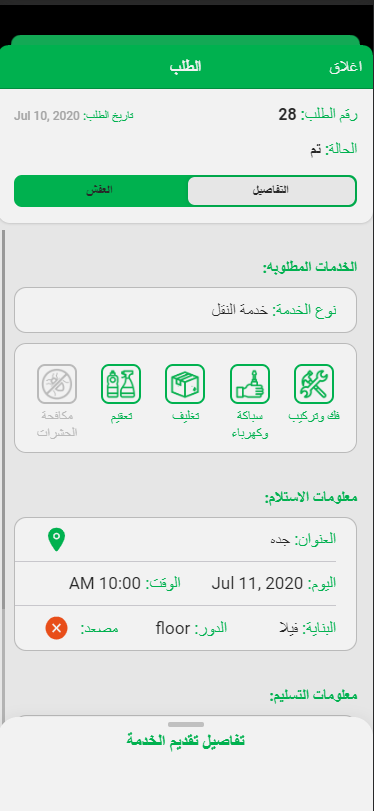 اغلاق
الطلب
رقم الطلب: 28
تاريخ الطلب: Jul 10, 2020
الحالة: تم
التفاصيل
العفش
الخدمات المطلوبه:
نوع الخدمة: خدمة النقل
فك وتركيب
سباكة
وكهرباء
تغليف
تعقيم
مكافحة
الحشرات
معلومات الاستلام:
العنوان: جده
اليوم: Jul 11, 2020
الوقت: 10:00 AM
البناية: فيلا
الدور: floor
مصعد:
معلومات التسليم:
تفاصيل تقديم الخدمة